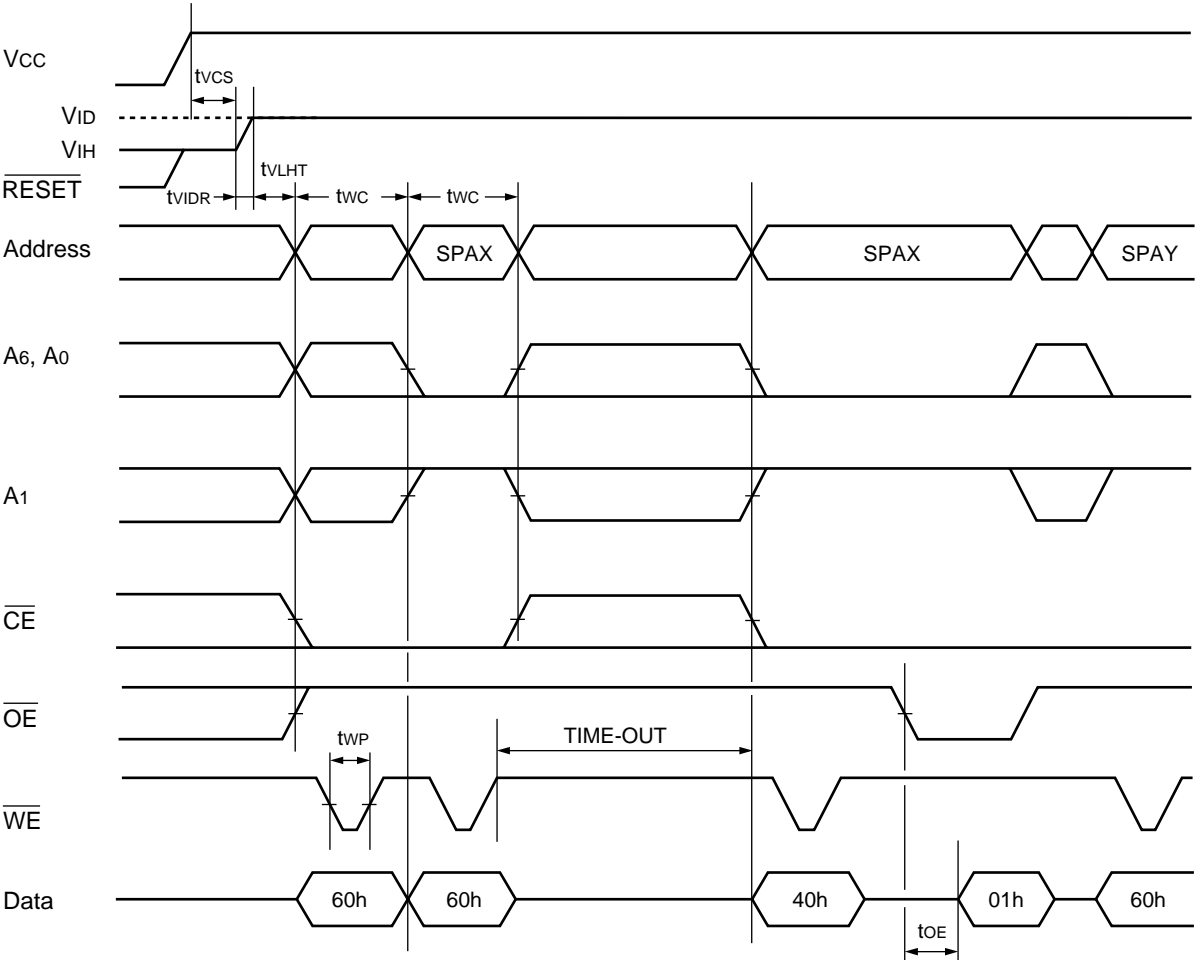 VCC
tVCS
VID
VIH
RESET
tVIDR
tVLHT
tWC
tWC
Address
SPAX
SPAX
SPAY
A6, A0
A1
CE
OE
tWP
TIME-OUT
WE
Data
60h
60h
40h
01h
60h
tOE